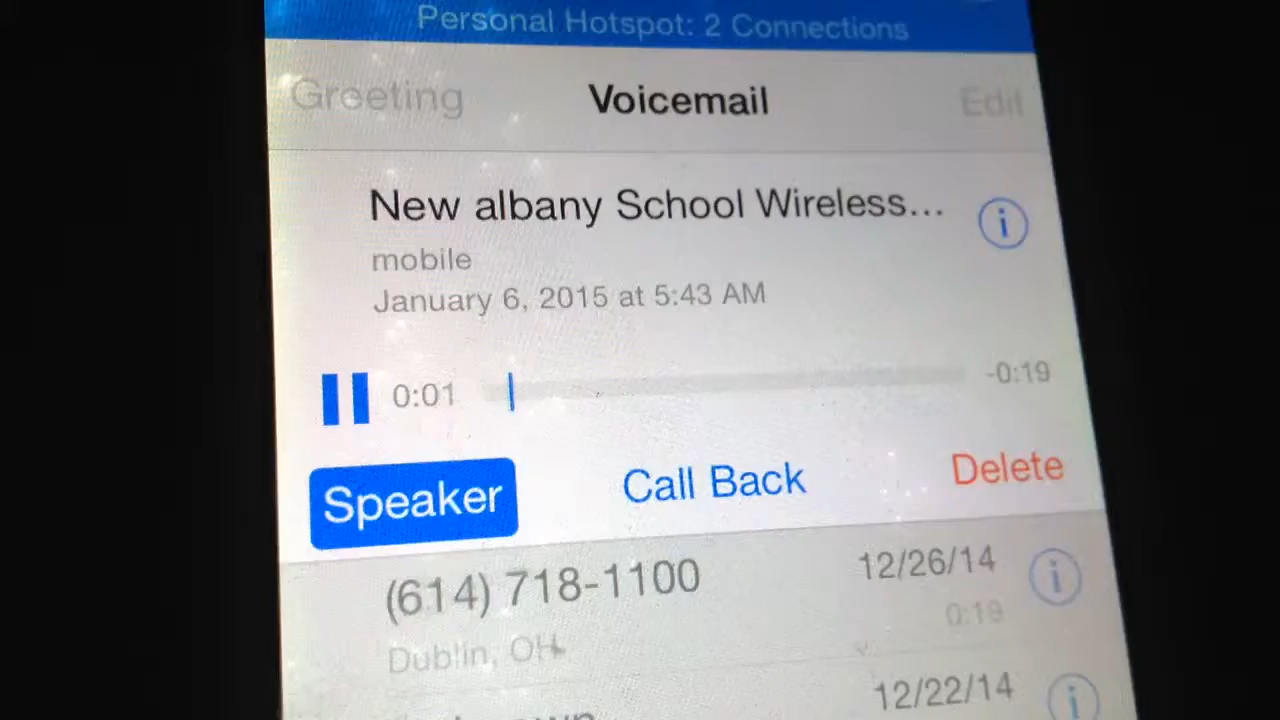 Personal Hotspot: 2 Connections
Greeting Voicemail Edit
New albany School Wireless...
mobile
January 6, 2015 at 5:43 AM
0:01 -0:19
Speaker Call Back Delete
(614) 718-1100 12/26/14
Dublin, OH 0:19
12/22/14